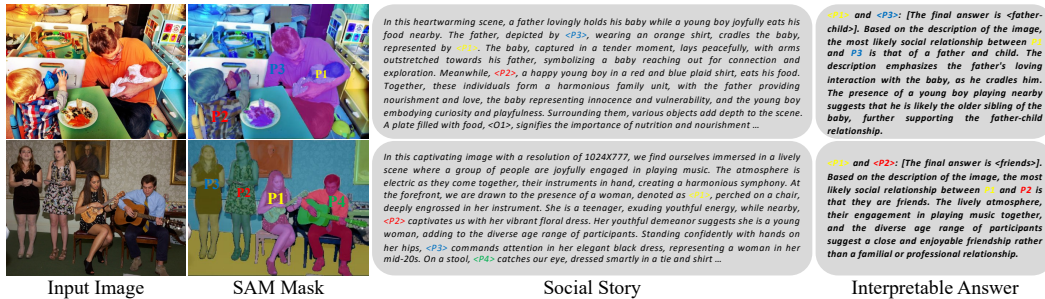 In this heartwarming scene, a father lovingly holds his baby while a young boy joyfully eats his
food nearby. The father, depicted by <P3>, wearing an orange shirt, cradles the baby,
represented by <P1>. The baby, captured in a tender moment, lays peacefully, with arms
outstretched towards his father, symbolizing a baby reaching out for connection and
exploration. Meanwhile, <P2>, a happy young boy in a red and blue plaid shirt, eats his food.
Together, these individuals form a harmonious family unit, with the father providing
nourishment and love, the baby representing innocence and vulnerability, and the young boy
embodying curiosity and playfulness. Surrounding them, various objects add depth to the scene.
A plate filled with food, <O1>, signifies the importance of nutrition and nourishment ...
<P1> and <P3>: [The final answer is <father-
child>]. Based on the description of the image,
the most likely social relationship between P1
and P3 is that of a father and child. The
description emphasizes the father's loving
interaction with the baby, as he cradles him.
The presence of a young boy playing nearby
suggests that he is likely the older sibling of the
baby, further supporting the father-child
relationship.
P3
P1
P2
In this captivating image with a resolution of 1024X777, we find ourselves immersed in a lively
scene where a group of people are joyfully engaged in playing music. The atmosphere is
electric as they come together, their instruments in hand, creating a harmonious symphony. At
the forefront, we are drawn to the presence of a woman, denoted as <P1>, perched on a chair,
deeply engrossed in her instrument. She is a teenager, exuding youthful energy, while nearby,
<P2> captivates us with her vibrant floral dress. Her youthful demeanor suggests she is a young
woman, adding to the diverse age range of participants. Standing confidently with hands on
her hips, <P3> commands attention in her elegant black dress, representing a woman in her
mid-20s. On a stool, <P4> catches our eye, dressed smartly in a tie and shirt ...
<P1> and <P2>: [The final answer is <friends>].
Based on the description of the image, the most
likely social relationship between P1 and P2 is
that they are friends. The lively atmosphere,
their engagement in playing music together,
and the diverse age range of participants
suggest a close and enjoyable friendship rather
than a familial or professional relationship.
P3
P2
P1
P4
Input Image
SAM Mask
Social Story
Interpretable Answer